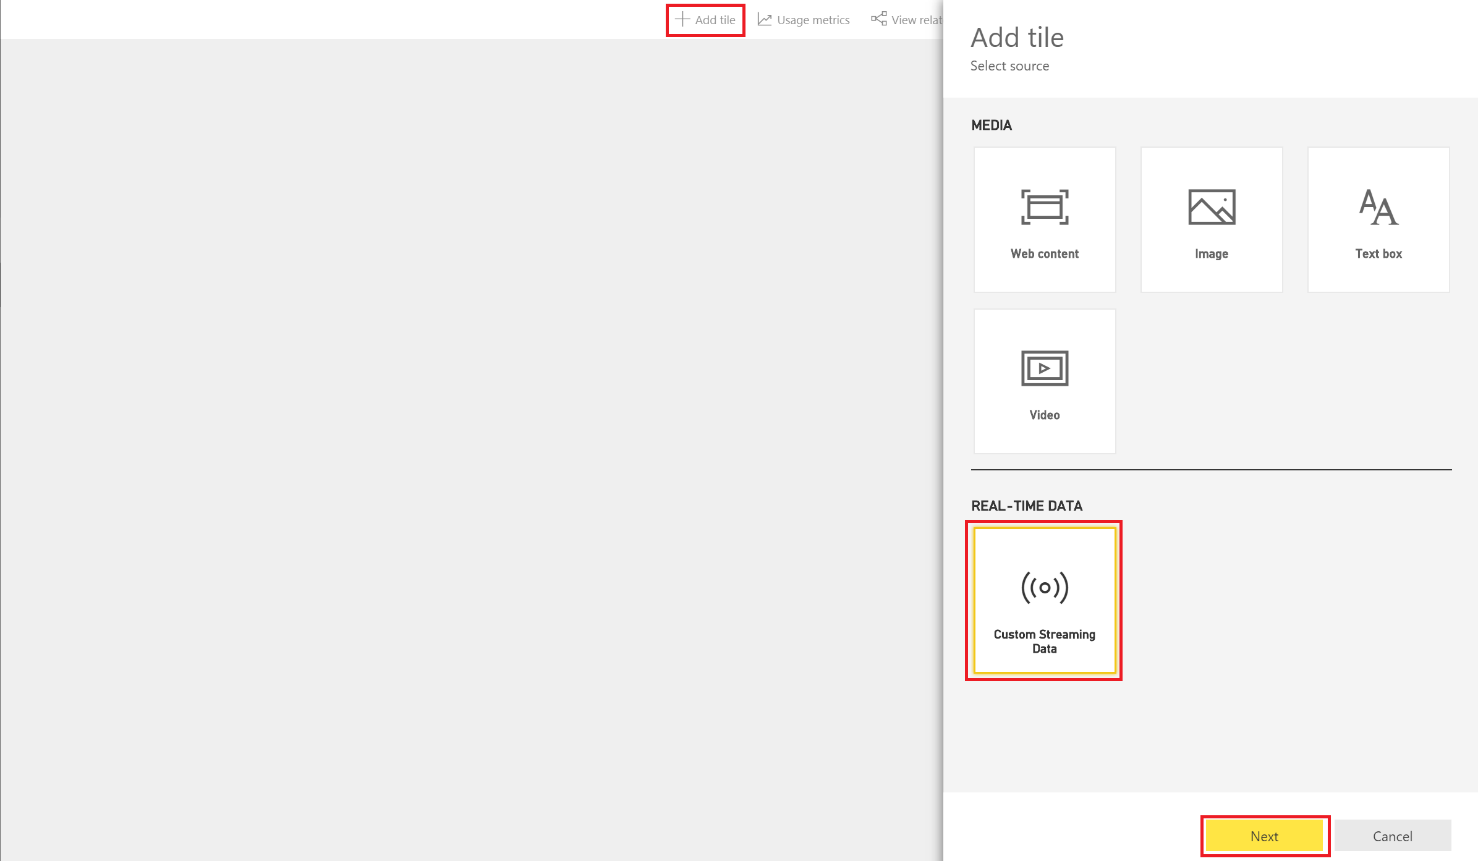 Add tile
Usage metrics
View relat
Add tile
Select source
MEDIA
Web content
Image
Text box
Video
REAL-TIME DATA
Custom Streaming
Data
Next
Cancel